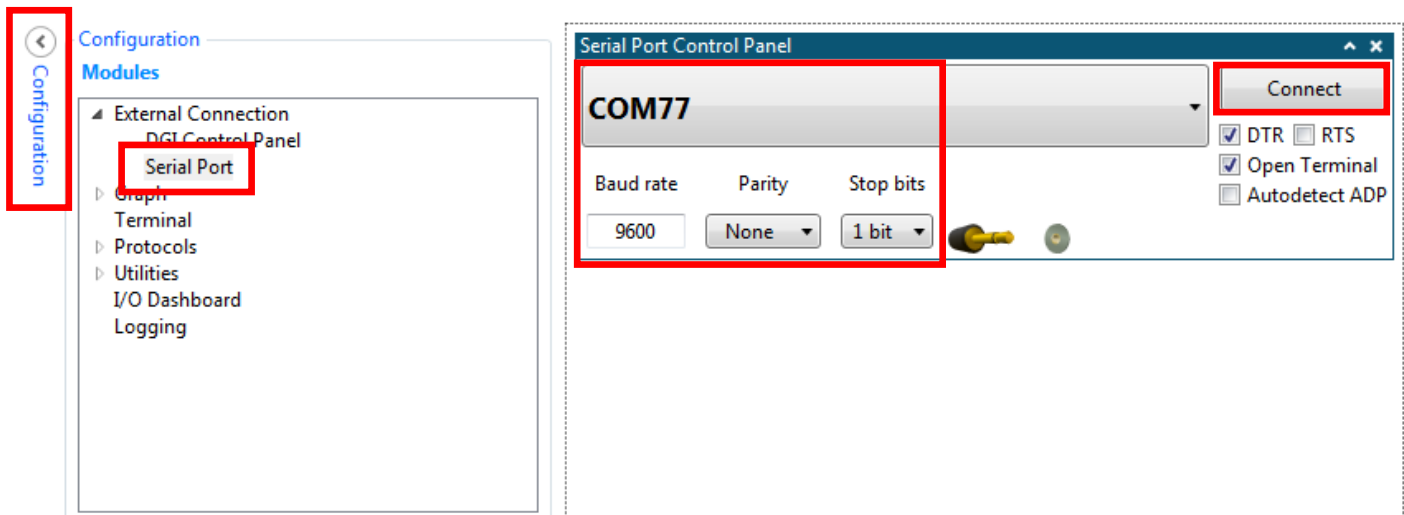 Configuration
Configuration
Modules
External Connection
DGI Control Panel
Serial Port
Graph
Terminal
Protocols
Utilities
I/O Dashboard
Logging
Serial Port Control Panel
COM77
Connect
DTR RTS
Open Terminal
Autodetect ADP
Baud rate Parity Stop bits
9600 None 1 bit